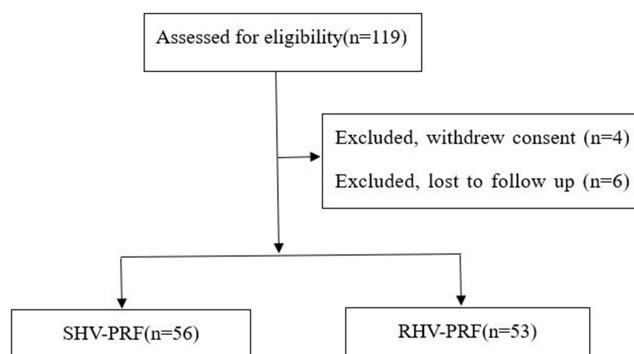 Assessed for eligibility(n=119)
Excluded, withdrew consent (n=4)
Excluded, lost to follow up (n=6)
SHV-PRF(n=56)
RHV-PRF(n=53)